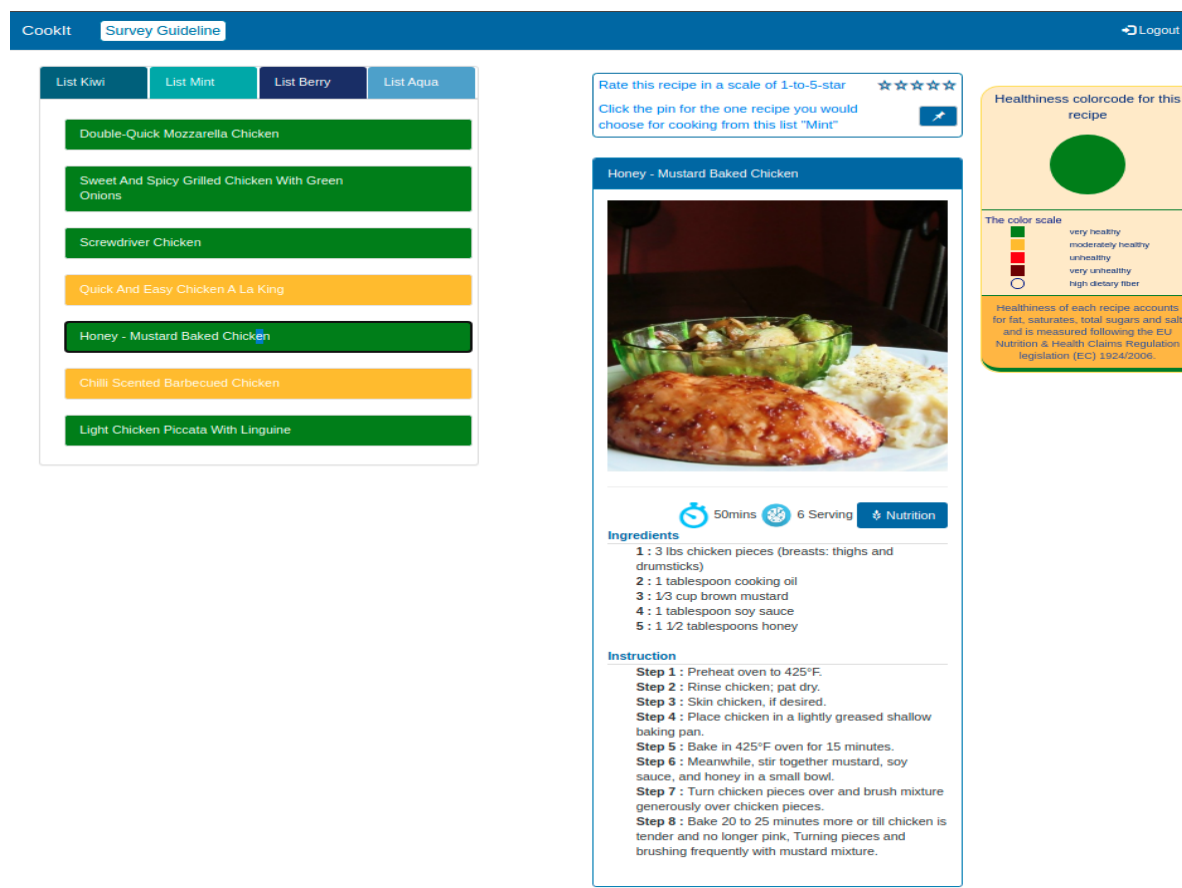 CookIt
Survey Guideline
Logout
List Kiwi
List Mint
List Berry
List Aqua
Double-Quick Mozzarella Chicken
Sweet And Spicy Grilled Chicken With Green
Onions
Screwdriver Chicken
Quick And Easy Chicken A La King
Honey - Mustard Baked Chicken
Chilli Scented Barbecued Chicken
Light Chicken Piccata With Linguine
Rate this recipe in a scale of 1-to-5-star
Click the pin for the one recipe you would
choose for cooking from this list "Mint"
Honey - Mustard Baked Chicken
50mins
6 Serving
Nutrition
Ingredients
1 : 3 lbs chicken pieces (breasts: thighs and
drumsticks)
2 : 1 tablespoon cooking oil
3 : 1⁄3 cup brown mustard
4 : 1 tablespoon soy sauce
5 : 1 1⁄2 tablespoons honey
Instruction
Step 1 : Preheat oven to 425°F.
Step 2 : Rinse chicken; pat dry.
Step 3 : Skin chicken, if desired.
Step 4 : Place chicken in a lightly greased shallow
baking pan.
Step 5 : Bake in 425°F oven for 15 minutes.
Step 6 : Meanwhile, stir together mustard, soy
sauce, and honey in a small bowl.
Step 7 : Turn chicken pieces over and brush mixture
generously over chicken pieces.
Step 8 : Bake 20 to 25 minutes more or till chicken is
tender and no longer pink, Turning pieces and
brushing frequently with mustard mixture.
Healthiness colorcode for this
recipe
The color scale
very healthy
moderately healthy
unhealthy
very unhealthy
high dietary fiber
Healthiness of each recipe accounts
for fat, saturates, total sugars and salt
and is measured following the EU
Nutrition & Health Claims Regulation
legislation (EC) 1924/2006.